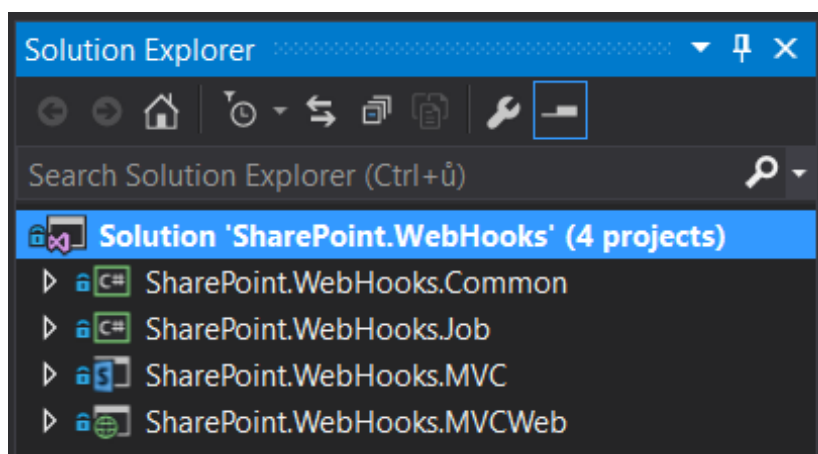 Solution Explorer
Search Solution Explorer (Ctrl+ů)
Solution 'SharePoint.WebHooks' (4 projects)
C# SharePoint.WebHooks.Common
C# SharePoint.WebHooks.Job
S SharePoint.WebHooks.MVC
SharePoint.WebHooks.MVCWeb